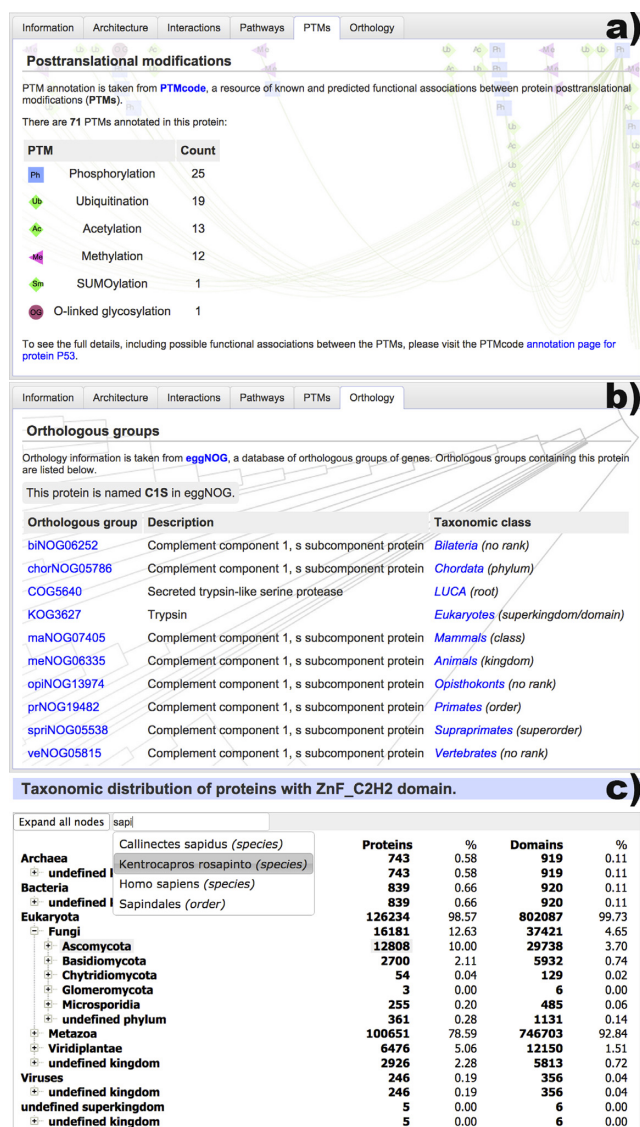 Information Architecture Interactions Pathways PTMs Orthology a)
Posttranslational modifications
PTM annotation is taken from PTMcode, a resource of known and predicted functional associations between protein posttranslational
modifications (PTMs).
There are 71 PTMs annotated in this protein:
PTM Count
Ph Phosphorylation 25
Ub Ubiquitination 19
Ac Acetylation 13
Me Methylation 12
Sm SUMOylation 1
OG O-linked glycosylation 1
To see the full details, including possible functional associations between the PTMs, please visit the PTMcode annotation page for
protein P53.
Information Architecture Interactions Pathways PTMs Orthology b)
Orthologous groups
Orthology information is taken from eggNOG, a database of orthologous groups of genes. Orthologous groups containing this protein
are listed below.
This protein is named C1S in eggNOG.
Orthologous group Description Taxonomic class
biNOG06252 Complement component 1, s subcomponent protein Bilateria (no rank)
chorNOG05786 Complement component 1, s subcomponent protein Chordata (phylum)
COG5640 Secreted trypsin-like serine protease LUCA (root)
KOG3627 Trypsin Eukaryotes (superkingdom/domain)
maNOG07405 Complement component 1, s subcomponent protein Mammals (class)
meNOG06335 Complement component 1, s subcomponent protein Animals (kingdom)
opiNOG13974 Complement component 1, s subcomponent protein Opisthokonts (no rank)
prNOG19482 Complement component 1, s subcomponent protein Primates (order)
spriNOG05538 Complement component 1, s subcomponent protein Supraprimates (superorder)
veNOG05815 Complement component 1, s subcomponent protein Vertebrates (no rank)
Taxonomic distribution of proteins with ZnF_C2H2 domain. c)
Expand all nodes sapi
Callinectes sapidus (species)
Kentrocapros rosapinto (species)
Homo sapiens (species)
Sapindales (order)
Proteins % Domains %
Archaea 743 0.58 919 0.11
undefined 743 0.58 919 0.11
Bacteria 839 0.66 920 0.11
undefined 839 0.66 920 0.11
Eukaryota 126234 98.57 802087 99.73
Fungi 16181 12.63 37421 4.65
Ascomycota 12808 10.00 29738 3.70
Basidiomycota 2700 2.11 5932 0.74
Chytridiomycota 54 0.04 129 0.02
Glomeromycota 3 0.00 6 0.00
Microsporidia 255 0.20 485 0.06
undefined phylum 361 0.28 1131 0.14
Metazoa 100651 78.59 746703 92.84
Viridiplantae 6476 5.06 12150 1.51
undefined kingdom 2926 2.28 5813 0.72
Viruses 246 0.19 356 0.04
undefined kingdom 246 0.19 356 0.04
undefined superkingdom 5 0.00 6 0.00
undefined kingdom 5 0.00 6 0.00